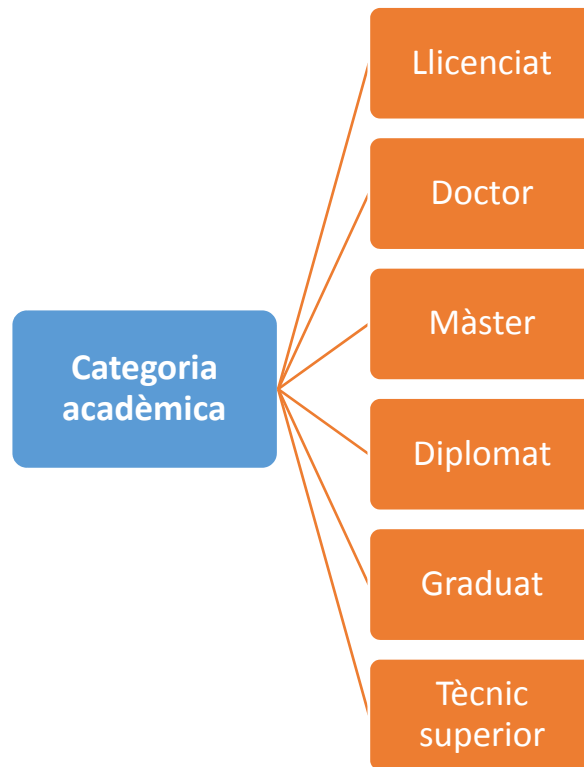 Categoria
acadèmica
Llicenciat
Doctor
Màster
Diplomat
Graduat
Tècnic
superior